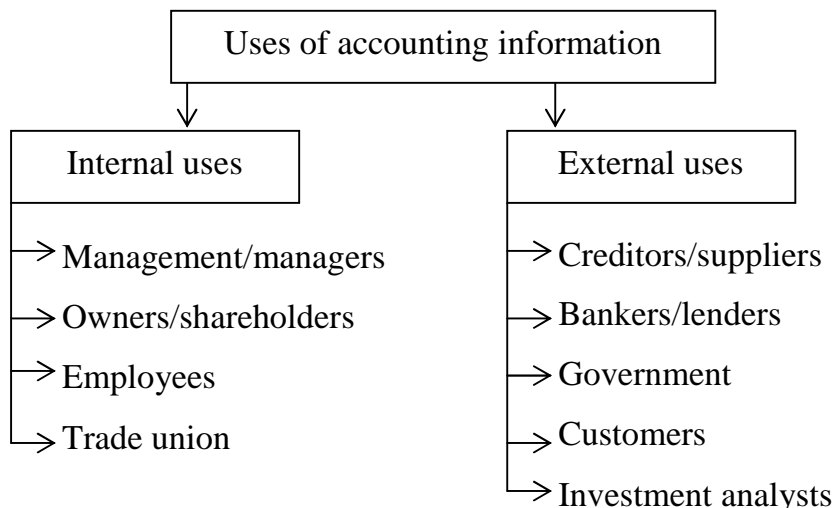 Uses of accounting information
Internal uses
Management/managers
Owners/shareholders
Employees
Trade union
External uses
Creditors/suppliers
Bankers/lenders
Government
Customers
Investment analysts